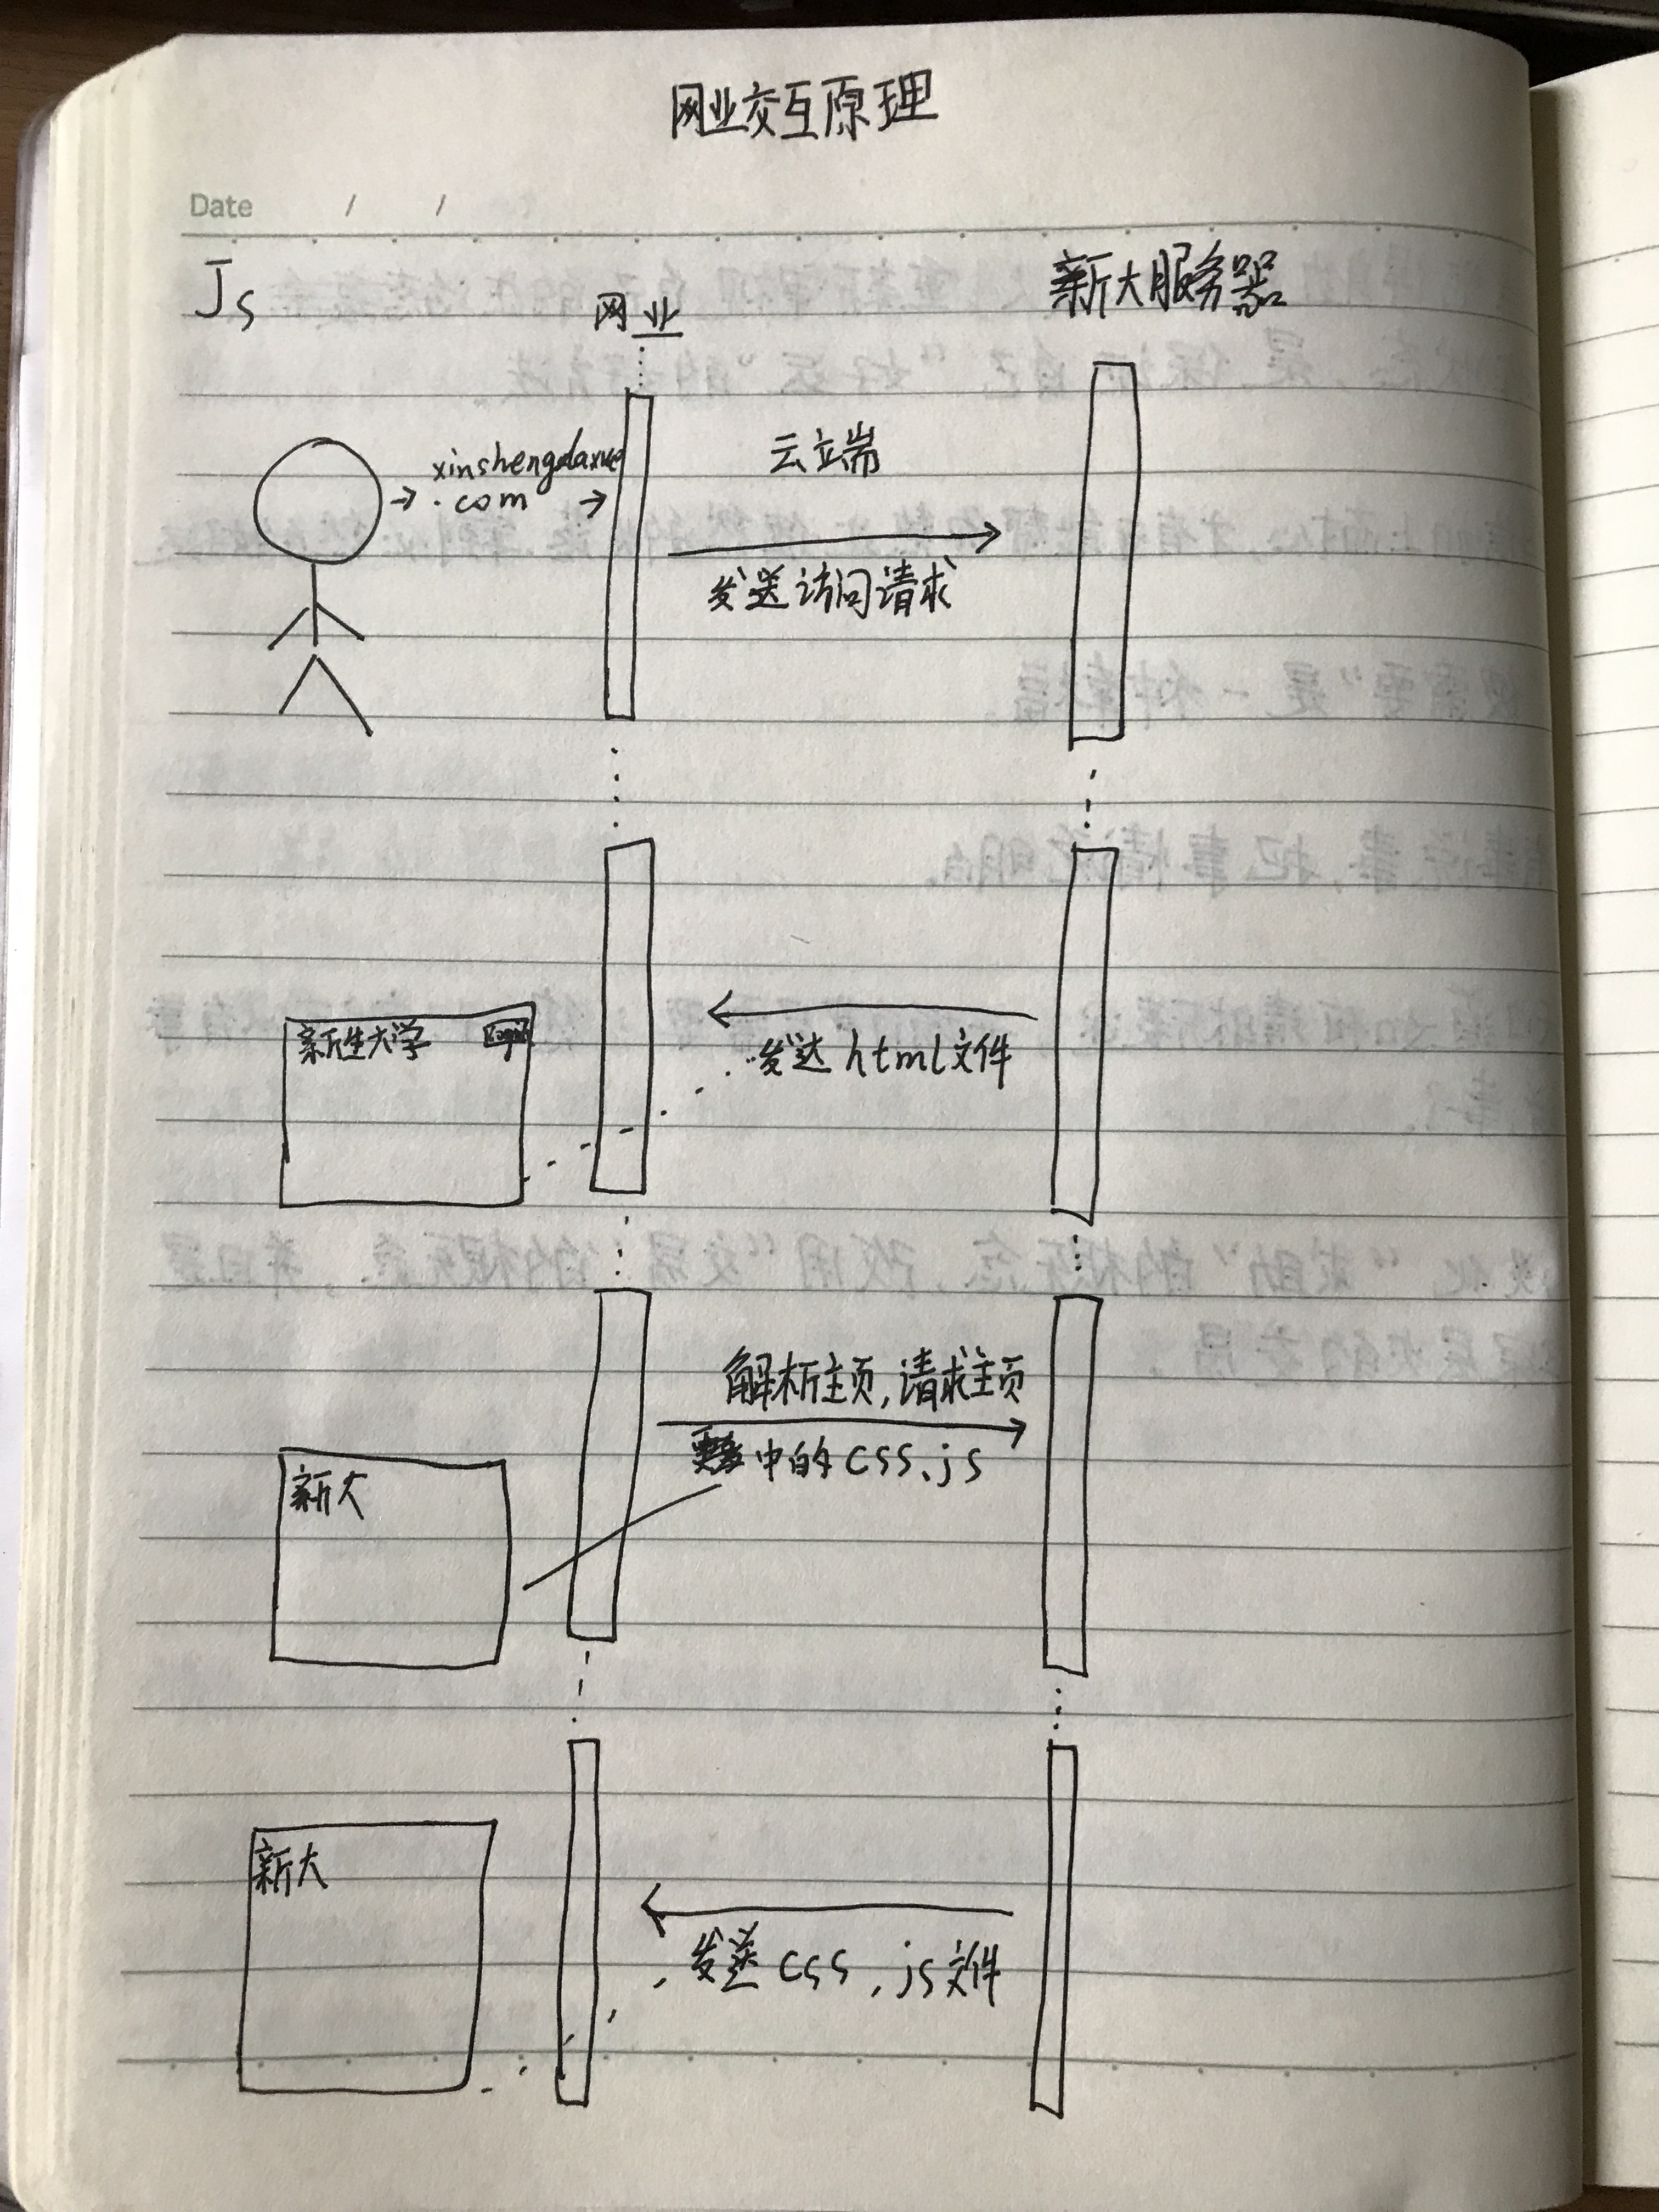 网业交互原理
Date / /
Js
网业
新大服务器
xinshengdaxue
.com
云立端
发送访问请求
新生大学 Login
发送html文件
解析主页,请求主页
中的css、js
新大
新大
发送css,js文件